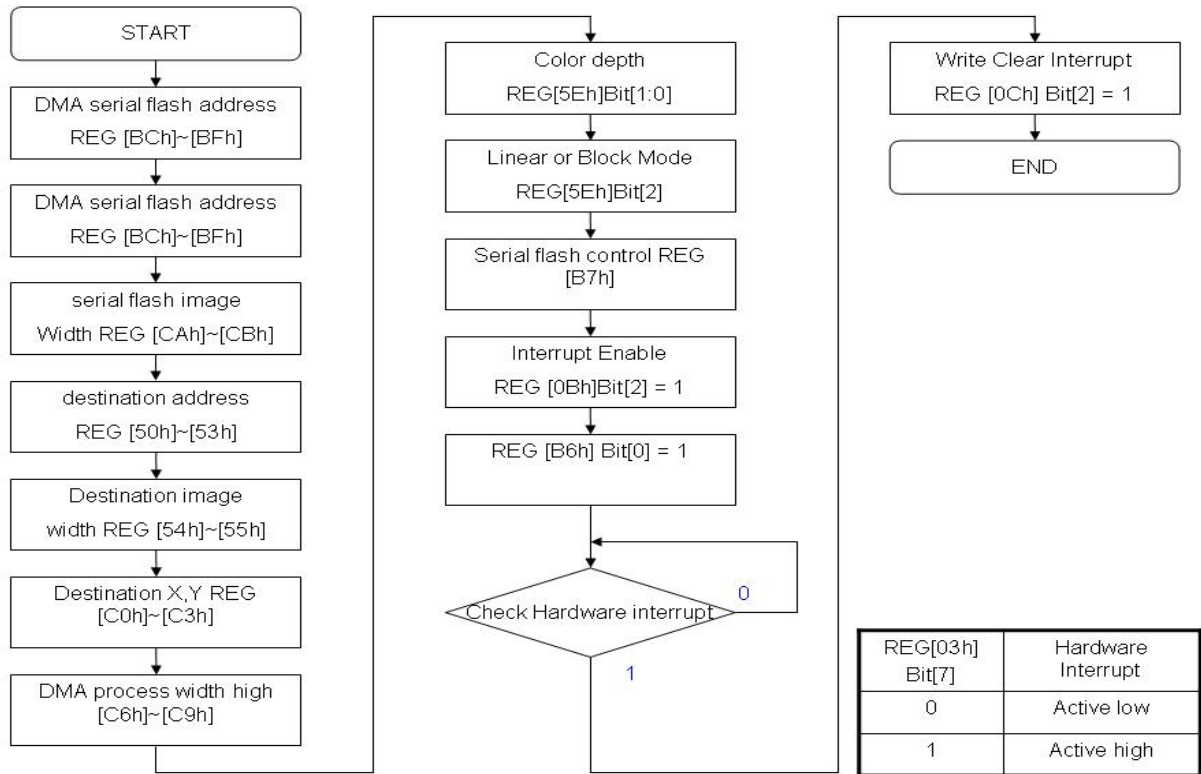 START
DMA serial flash address
REG [BCh]~[BFh]
DMA serial flash address
REG [BCh]~[BFh]
serial flash image
Width REG [CAh]~[CBh]
destination address
REG [50h]~[53h]
Destination image
width REG [54h]~[55h]
Destination X,Y REG
[C0h]~[C3h]
DMA process width high
[C6h]~[C9h]
Color depth
REG[5Eh]Bit[1:0]
Linear or Block Mode
REG[5Eh]Bit[2]
Serial flash control REG
[B7h]
Interrupt Enable
REG [0Bh]Bit[2] = 1
REG [B6h] Bit[0] = 1
Check Hardware interrupt
0
1
Write Clear Interrupt
REG [0Ch] Bit[2] = 1
END
REG[03h]
Bit[7]
Hardware
Interrupt
0
Active low
1
Active high